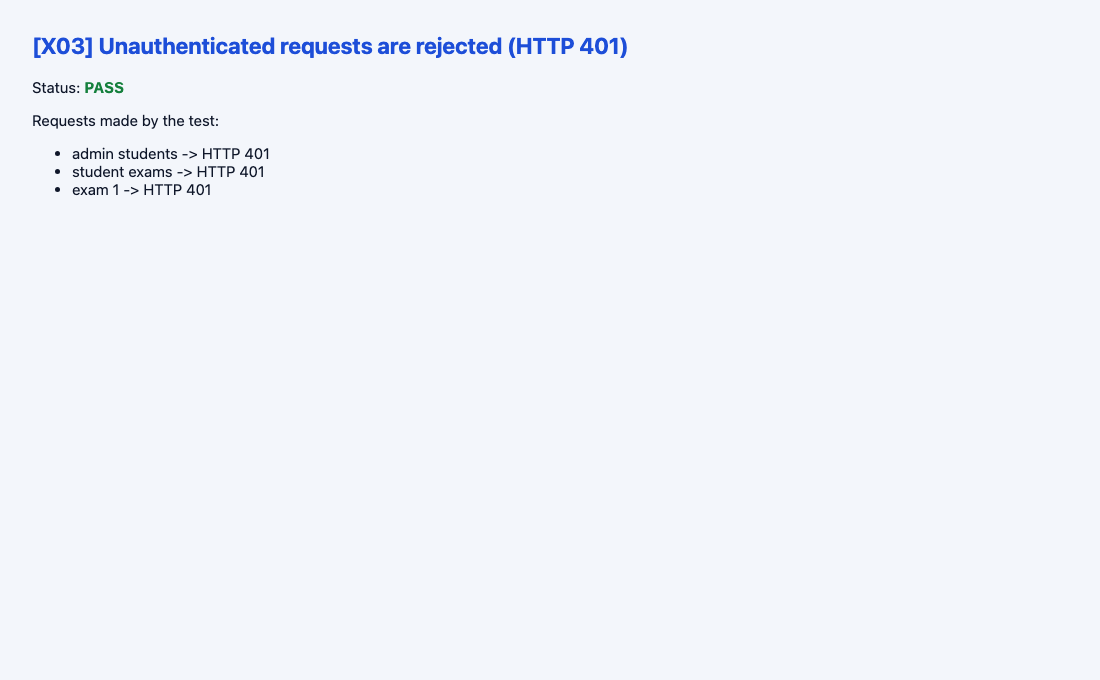 [X03] Unauthenticated requests are rejected (HTTP 401)
Status: PASS
Requests made by the test:
• admin students -> HTTP 401
• student exams -> HTTP 401
• exam 1 -> HTTP 401